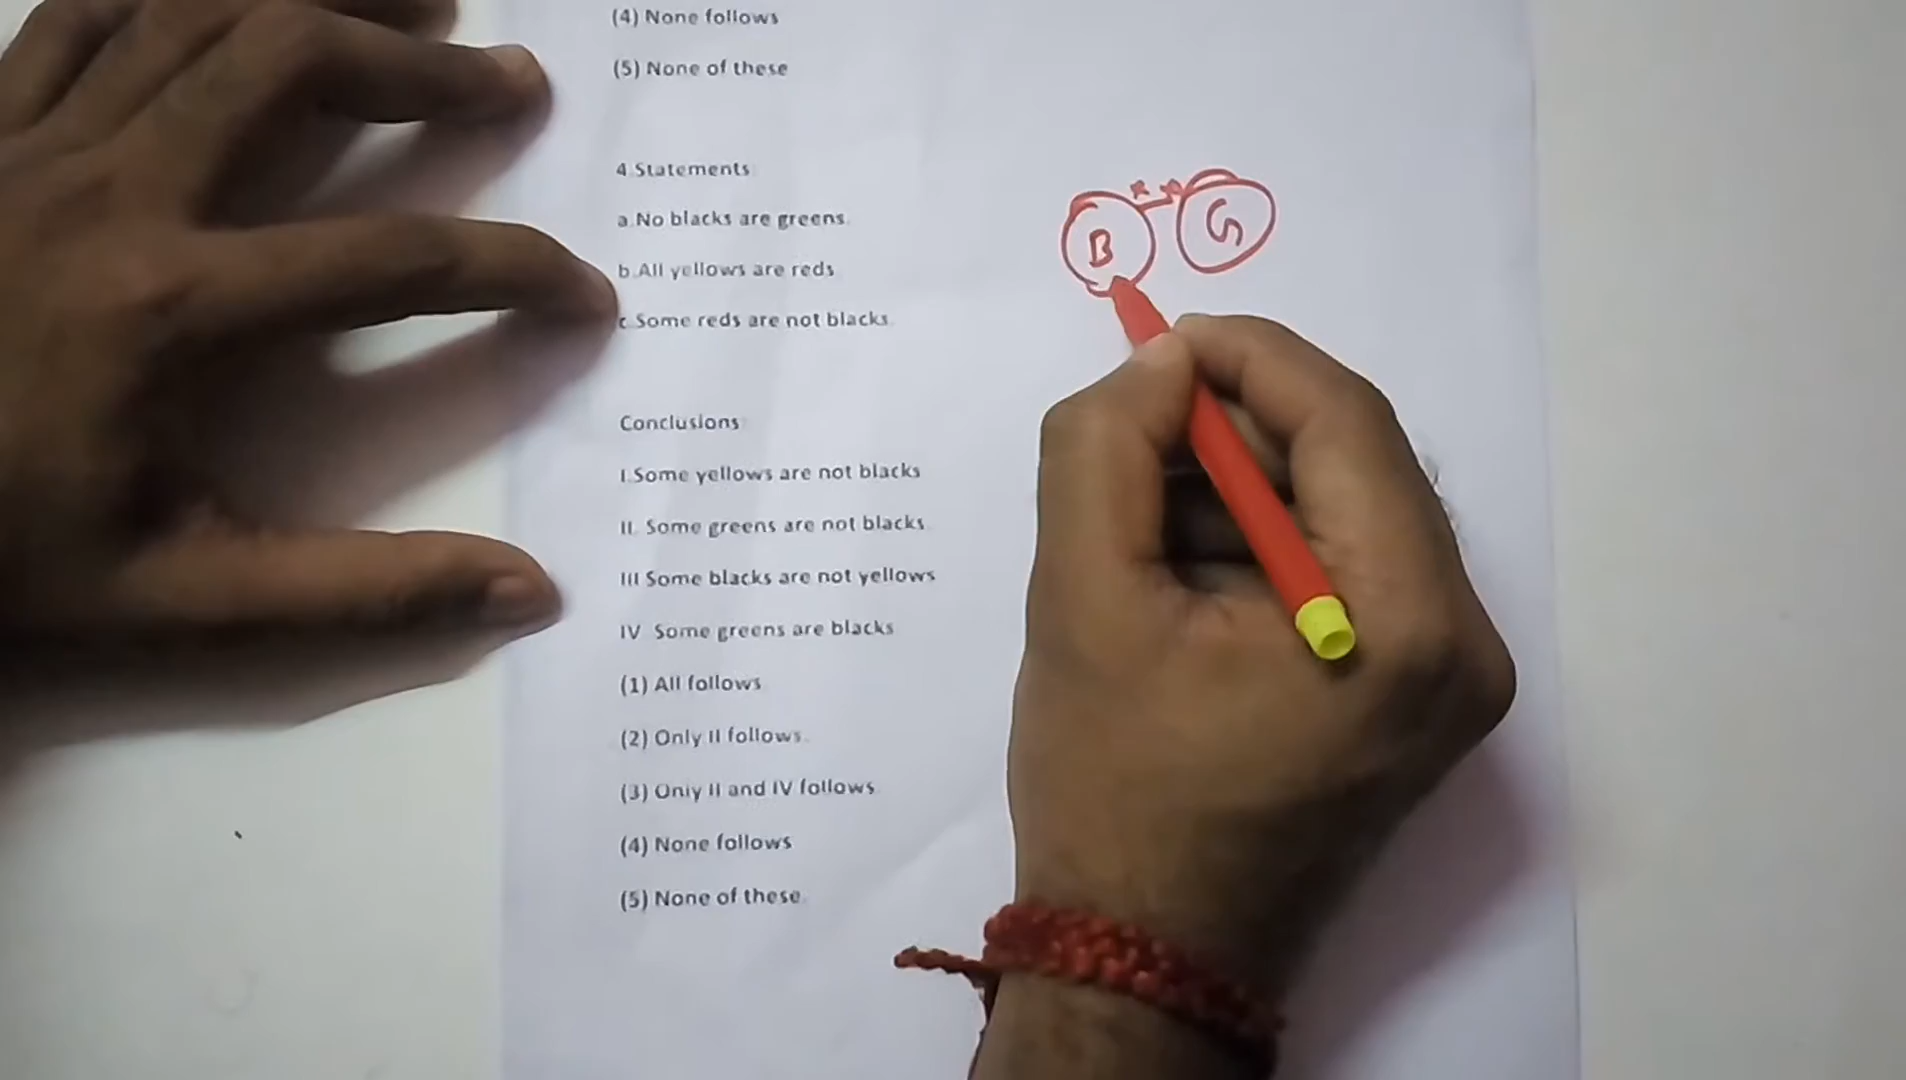 (4) None follows
(5) None of these
4.Statements:
a.No blacks are greens.
b.All yellows are reds
c.Some reds are not blacks.
B G
Conclusions:
I.Some yellows are not blacks
II. Some greens are not blacks
III Some blacks are not yellows
IV Some greens are blacks
(1) All follows
(2) Only II follows.
(3) Only II and IV follows
(4) None follows
(5) None of these.